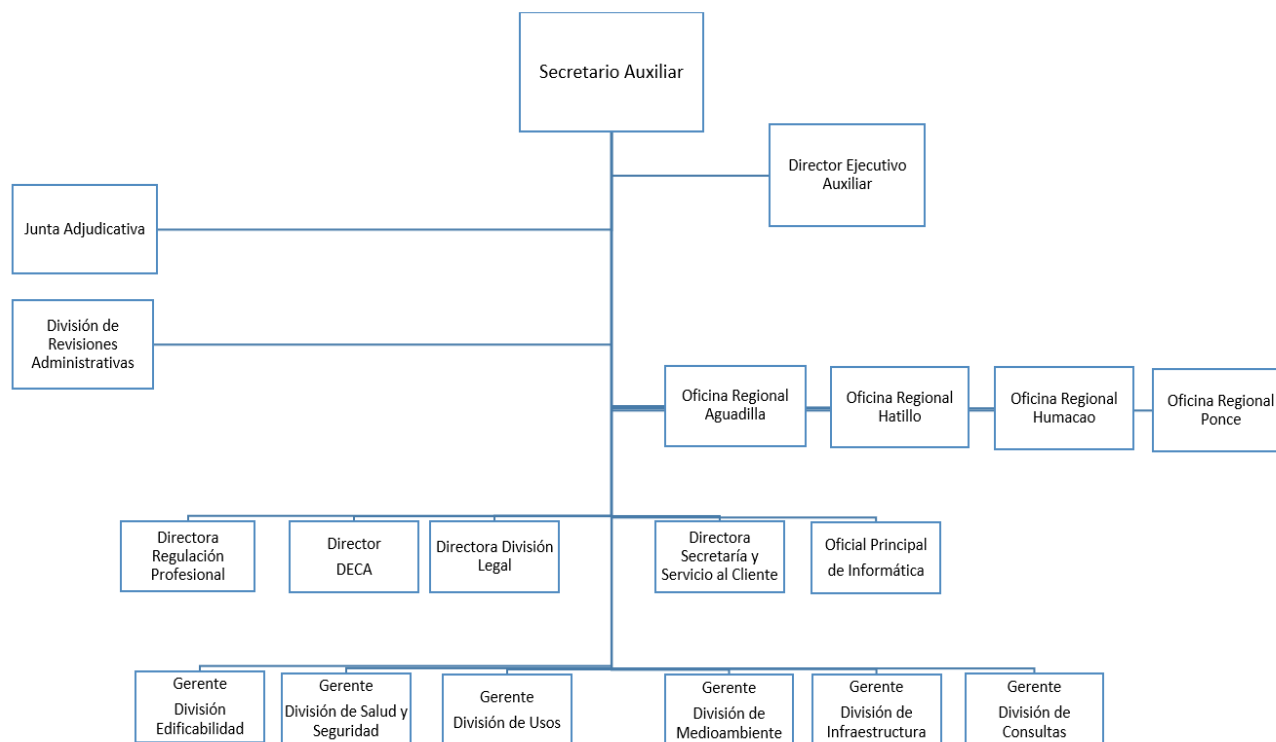 Secretario Auxiliar
Director Ejecutivo
Auxiliar
Junta Adjudicativa
División de
Revisiones
Administrativas
Oficina Regional
Aguadilla
Oficina Regional
Hatillo
Oficina Regional
Humacao
Oficina Regional
Ponce
Directora
Regulación
Profesional
Director
DECA
Directora División
Legal
Directora
Secretaría y
Servicio al Cliente
Oficial Principal
de Informática
Gerente
División
Edificabilidad
Gerente
División de Salud y
Seguridad
Gerente
División de Usos
Gerente
División de
Medioambiente
Gerente
División de
Infraestructura
Gerente
División de
Consultas